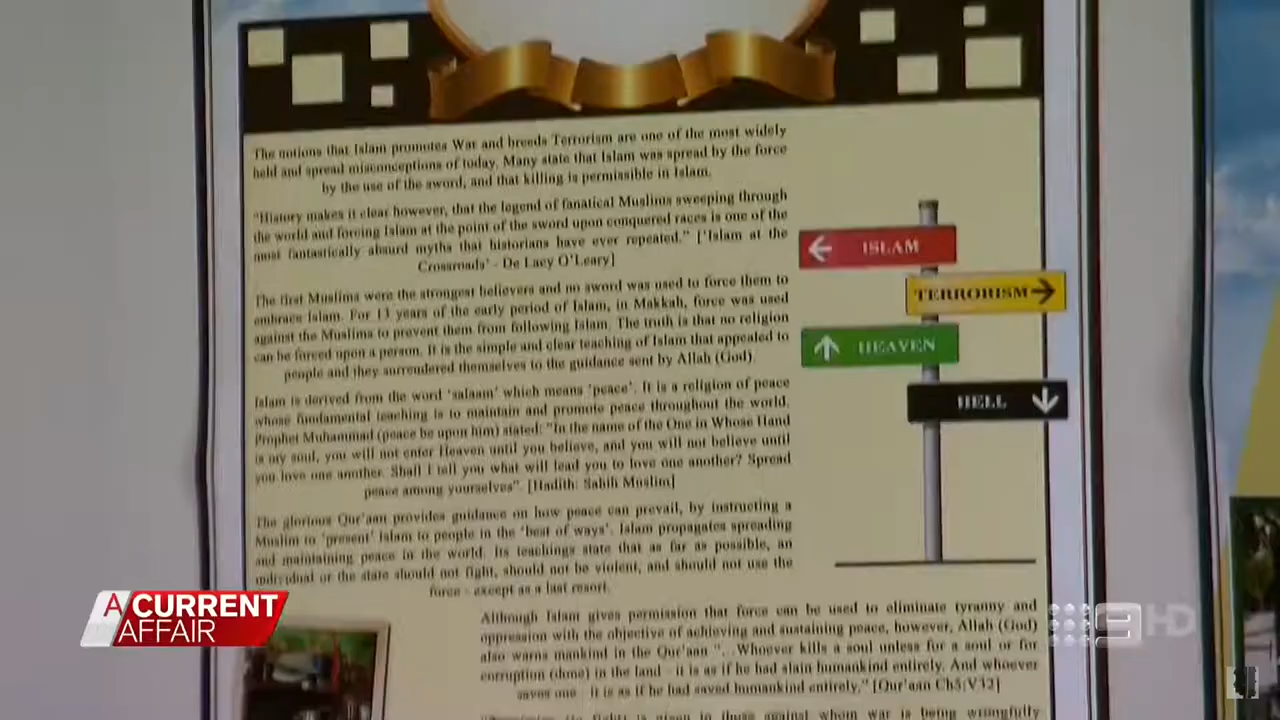 The notions that Islam promotes War and breeds Terrorism are one of the most widely
held and spread misconceptions of today. Many state that Islam was spread by the force
by the use of the sword, and that killing is permissible in Islam.
"History makes it clear however, that the legend of fanatical Muslims sweeping through
the world and forcing Islam at the point of the sword upon conquered races is one of the
most fantastically absurd myths that historians have ever repeated." ['Islam at the
Crossroads' - De Lacy O'Leary]
The first Muslims were the strongest believers and no sword was used to force them to
embrace Islam. For 13 years of the early period of Islam, in Makkah, force was used
against the Muslims to prevent them from following Islam. The truth is that no religion
can be forced upon a person. It is the simple and clear teaching of Islam that appealed to
people and they surrendered themselves to the guidance sent by Allah (God).
Islam is derived from the word 'salaam' which means 'peace'. It is a religion of peace
whose fundamental teaching is to maintain and promote peace throughout the world.
Prophet Muhammad (peace be upon him) stated: "In the name of the One in Whose Hand
is my soul, you will not enter Heaven until you believe, and you will not believe until
you love one another. Shall I tell you what will lead you to love one another? Spread
peace among yourselves". [Hadith: Sahih Muslim]
The glorious Qur'aan provides guidance on how peace can prevail, by instructing a
Muslim to 'present' Islam to people in the 'best of ways'. Islam propagates spreading
and maintaining peace in the world. Its teachings state that as far as possible, an
individual or the state should not fight, should not be violent, and should not use the
force - except as a last resort.
Although Islam gives permission that force can be used to eliminate tyranny and
oppression with the objective of achieving and sustaining peace, however, Allah (God)
also warns mankind in the Qur'aan "...Whoever kills a soul unless for a soul or for
corruption (done) in the land - it is as if he had slain humankind entirely. And whoever
saves one - it is as if he had saved humankind entirely." [Qur'aan Ch5:V32]
to fight is given to those against whom war is being wrongfully
ISLAM
TERRORISM
HEAVEN
HELL
A CURRENT
AFFAIR
9 HD